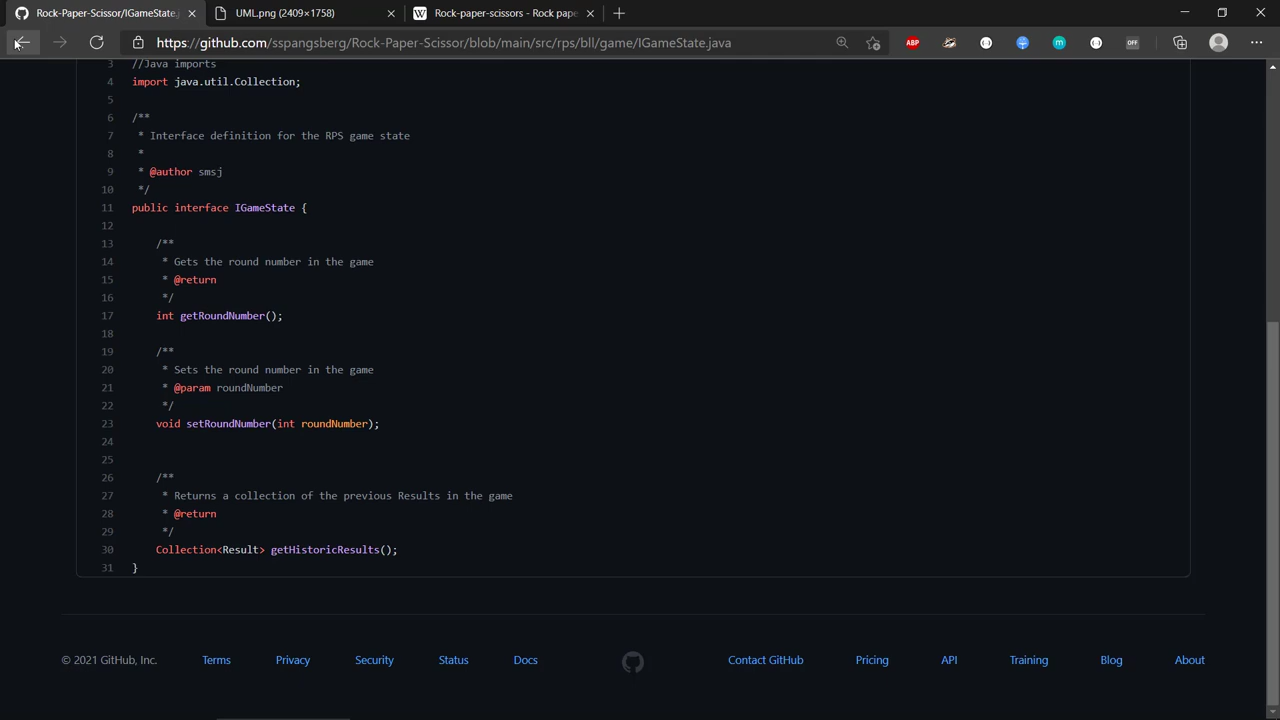 Rock-Paper-Scissor/IGameState.j
UML.png (2409×1758)
Rock-paper-scissors - Rock pape
https://github.com/sspangsberg/Rock-Paper-Scissor/blob/main/src/rps/bll/game/IGameState.java
ABP
m
OFF
3 //Java imports
4 import java.util.Collection;
5
6 /**
7 * Interface definition for the RPS game state
8 *
9 * @author smsj
10 */
11 public interface IGameState {
12
13 /**
14 * Gets the round number in the game
15 * @return
16 */
17 int getRoundNumber();
18
19 /**
20 * Sets the round number in the game
21 * @param roundNumber
22 */
23 void setRoundNumber(int roundNumber);
24
25
26 /**
27 * Returns a collection of the previous Results in the game
28 * @return
29 */
30 Collection<Result> getHistoricResults();
31 }
© 2021 GitHub, Inc. Terms Privacy Security Status Docs Contact GitHub Pricing API Training Blog About